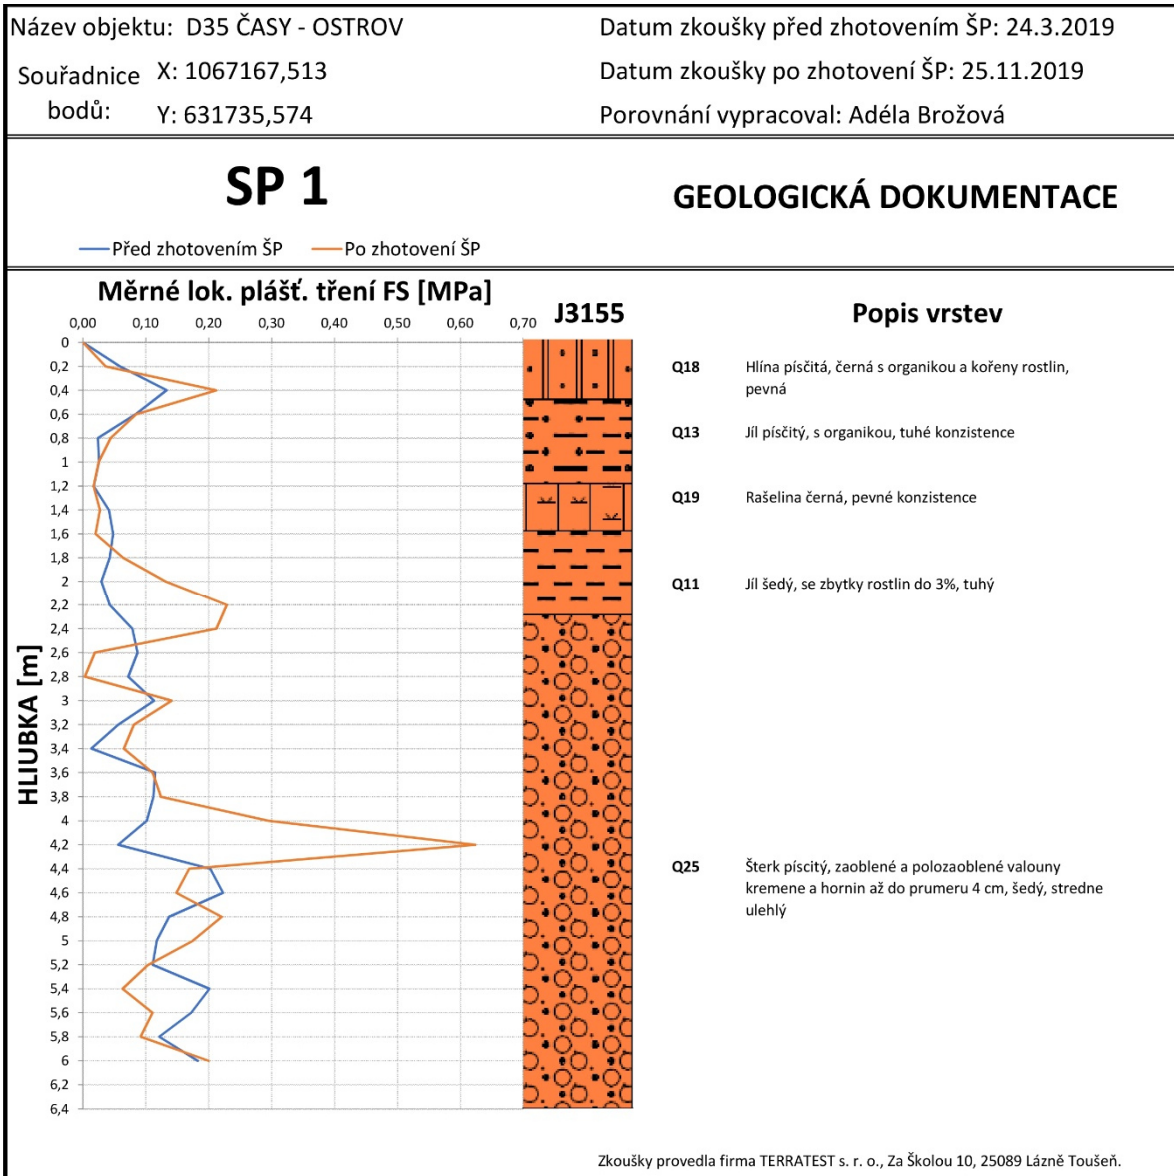 Název objektu: D35 ČASY - OSTROV
Datum zkoušky před zhotovením ŠP: 24.3.2019
Souřadnice bodů:
X: 1067167,513
Datum zkoušky po zhotovení ŠP: 25.11.2019
Y: 631735,574
Porovnání vypracoval: Adéla Brožová
SP 1
GEOLOGICKÁ DOKUMENTACE
Před zhotovením ŠP
Po zhotovení ŠP
Měrné lok. plášť. tření FS [MPa]
0,00 0,10 0,20 0,30 0,40 0,50 0,60 0,70
J3155
Popis vrstev
HLIUBKA [m]
0
0,2
0,4
0,6
0,8
1
1,2
1,4
1,6
1,8
2
2,2
2,4
2,6
2,8
3
3,2
3,4
3,6
3,8
4
4,2
4,4
4,6
4,8
5
5,2
5,4
5,6
5,8
6
6,2
6,4
Q18 Hlína písčitá, černá s organikou a kořeny rostlin,
pevná
Q13 Jíl písčitý, s organikou, tuhé konzistence
Q19 Rašelina černá, pevné konzistence
Q11 Jíl šedý, se zbytky rostlin do 3%, tuhý
Q25 Šterk píscitý, zaoblené a polozaoblené valouny
kremene a hornin až do prumeru 4 cm, šedý, stredne
ulehlý
Zkoušky provedla firma TERRATEST s. r. o., Za Školou 10, 25089 Lázně Toušeň.